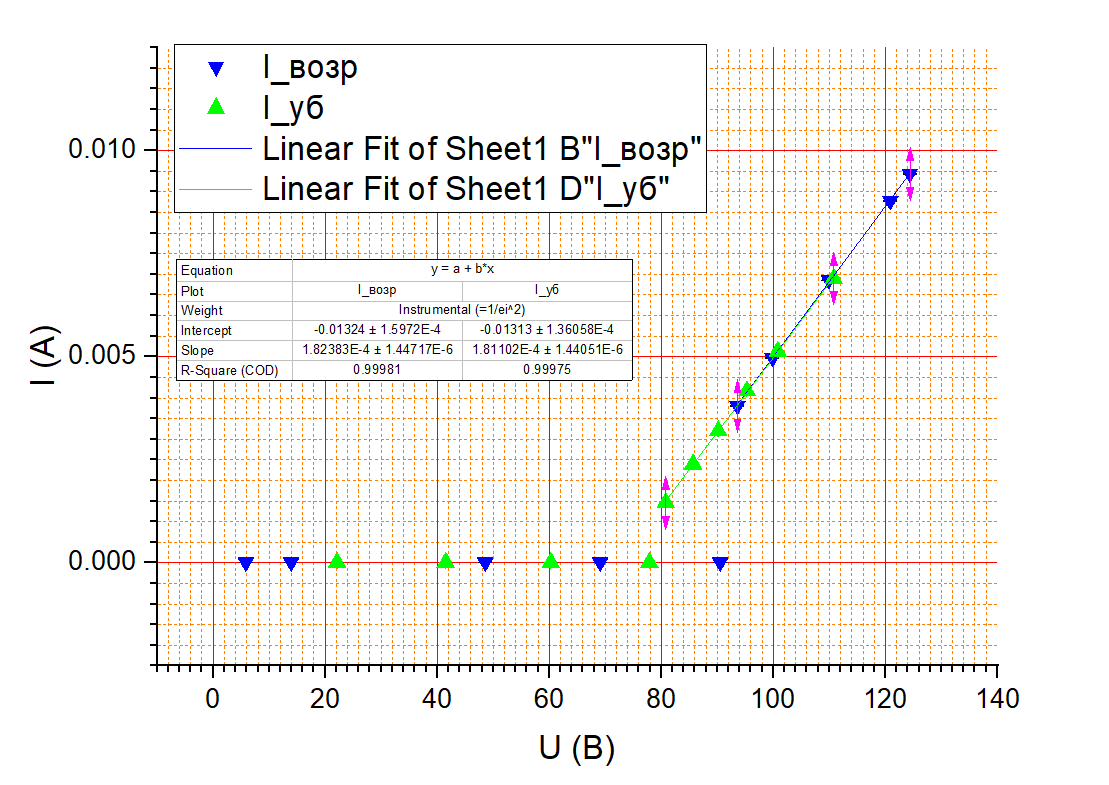 I_возр
I_уб
Linear Fit of Sheet1 B"I_возр"
Linear Fit of Sheet1 D"I_уб"
0.010
0.005
0.000
I (A)
Equation y = a + b*x
Plot I_возр I_уб
Weight Instrumental (=1/ei^2)
Intercept -0.01324 ± 1.5972E-4 -0.01313 ± 1.36058E-4
Slope 1.82383E-4 ± 1.44717E-6 1.81102E-4 ± 1.44051E-6
R-Square (COD) 0.99981 0.99975
0 20 40 60 80 100 120 140
U (В)